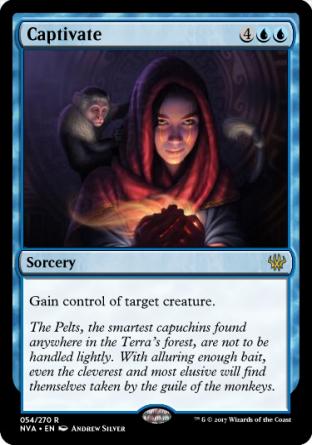 Captivate 4
Sorcery
Gain control of target creature.
The Pelts, the smartest capuchins found
anywhere in the Terra's forest, are not to be
handled lightly. With alluring enough bait,
even the cleverest and most elusive will find
themselves taken by the guile of the monkeys.
054/270 R
NVA • EN Andrew Silver
™ & © 2017 Wizards of the Coast